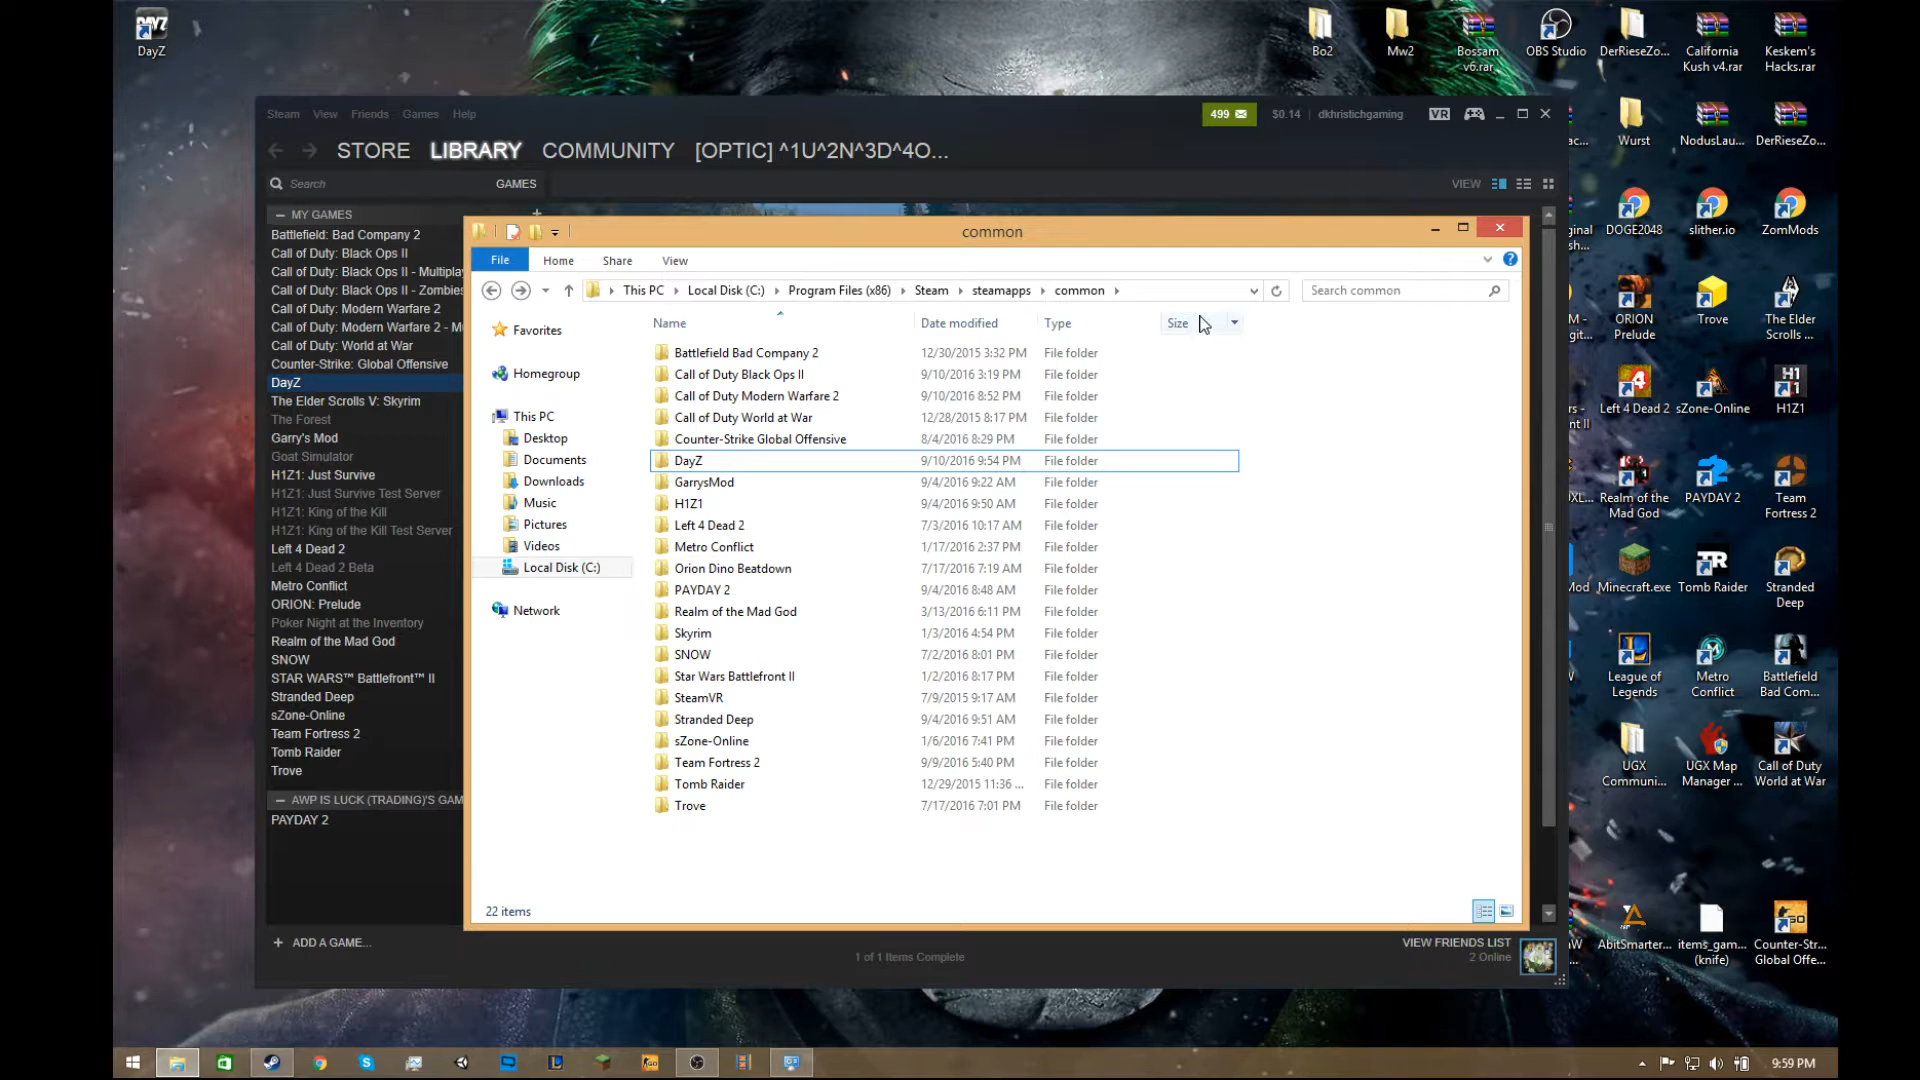 DayZ
Bo2
Mw2
Bossam v6.rar
OBS Studio
DerRieseZo...
California Kush v4.rar
Keskem's Hacks.rar
Steam View Friends Games Help
499
$0.14 | dkhristichgaming
VR
STORE LIBRARY COMMUNITY [OPTIC] ^1U^2N^3D^4O...
Search
GAMES
VIEW
Wurst
NodusLau...
DerRieseZo...
DOGE2048
slither.io
ZomMods
ORION Prelude
Trove
The Elder Scrolls ...
Left 4 Dead 2
sZone-Online
H1Z1
Realm of the Mad God
PAYDAY 2
Team Fortress 2
Minecraft.exe
Tomb Raider
Stranded Deep
League of Legends
Metro Conflict
Battlefield Bad Com...
UGX Communi...
UGX Map Manager ...
Call of Duty World at War
AbitSmarter...
items_gam... (knife)
Counter-Str... Global Offe...
MY GAMES
Battlefield: Bad Company 2
Call of Duty: Black Ops II
Call of Duty: Black Ops II - Multipla
Call of Duty: Black Ops II - Zombies
Call of Duty: Modern Warfare 2
Call of Duty: Modern Warfare 2 - M
Call of Duty: World at War
Counter-Strike: Global Offensive
DayZ
The Elder Scrolls V: Skyrim
The Forest
Garry's Mod
Goat Simulator
H1Z1: Just Survive
H1Z1: Just Survive Test Server
H1Z1: King of the Kill
H1Z1: King of the Kill Test Server
Left 4 Dead 2
Left 4 Dead 2 Beta
Metro Conflict
ORION: Prelude
Poker Night at the Inventory
Realm of the Mad God
SNOW
STAR WARS™ Battlefront™ II
Stranded Deep
sZone-Online
Team Fortress 2
Tomb Raider
Trove
AWP IS LUCK (TRADING)'S GAM
PAYDAY 2
ADD A GAME...
common
File Home Share View
This PC Local Disk (C:) Program Files (x86) Steam steamapps common
Search common
Favorites
Homegroup
This PC
Desktop
Documents
Downloads
Music
Pictures
Videos
Local Disk (C:)
Network
Name Date modified Type Size
Battlefield Bad Company 2 12/30/2015 3:32 PM File folder
Call of Duty Black Ops II 9/10/2016 3:19 PM File folder
Call of Duty Modern Warfare 2 9/10/2016 8:52 PM File folder
Call of Duty World at War 12/28/2015 8:17 PM File folder
Counter-Strike Global Offensive 8/4/2016 8:29 PM File folder
DayZ 9/10/2016 9:54 PM File folder
GarrysMod 9/4/2016 9:22 AM File folder
H1Z1 9/4/2016 9:50 AM File folder
Left 4 Dead 2 7/3/2016 10:17 AM File folder
Metro Conflict 1/17/2016 2:37 PM File folder
Orion Dino Beatdown 7/17/2016 7:19 AM File folder
PAYDAY 2 9/4/2016 8:48 AM File folder
Realm of the Mad God 3/13/2016 6:11 PM File folder
Skyrim 1/3/2016 4:54 PM File folder
SNOW 7/2/2016 8:01 PM File folder
Star Wars Battlefront II 1/2/2016 8:17 PM File folder
SteamVR 7/9/2015 9:17 AM File folder
Stranded Deep 9/4/2016 9:51 AM File folder
sZone-Online 1/6/2016 7:41 PM File folder
Team Fortress 2 9/9/2016 5:40 PM File folder
Tomb Raider 12/29/2015 11:36 ... File folder
Trove 7/17/2016 7:01 PM File folder
22 items
1 of 1 Items Complete
VIEW FRIENDS LIST
2 Online
9:59 PM